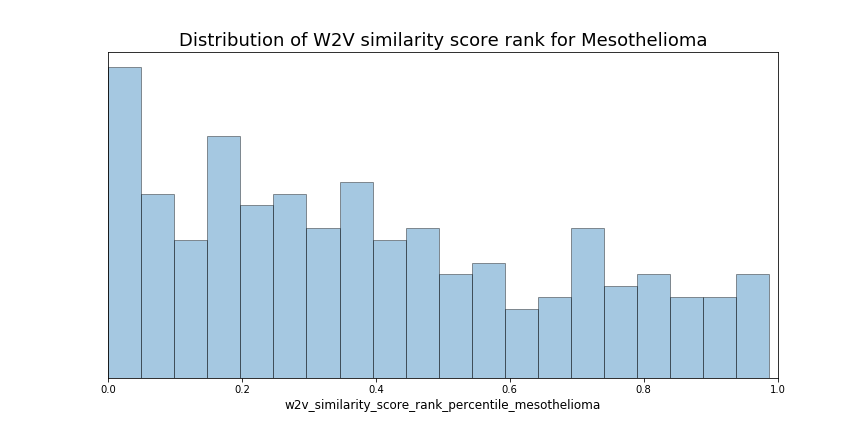 Distribution of W2V similarity score rank for Mesothelioma
0.0 0.2 0.4 0.6 0.8 1.0
w2v_similarity_score_rank_percentile_mesothelioma